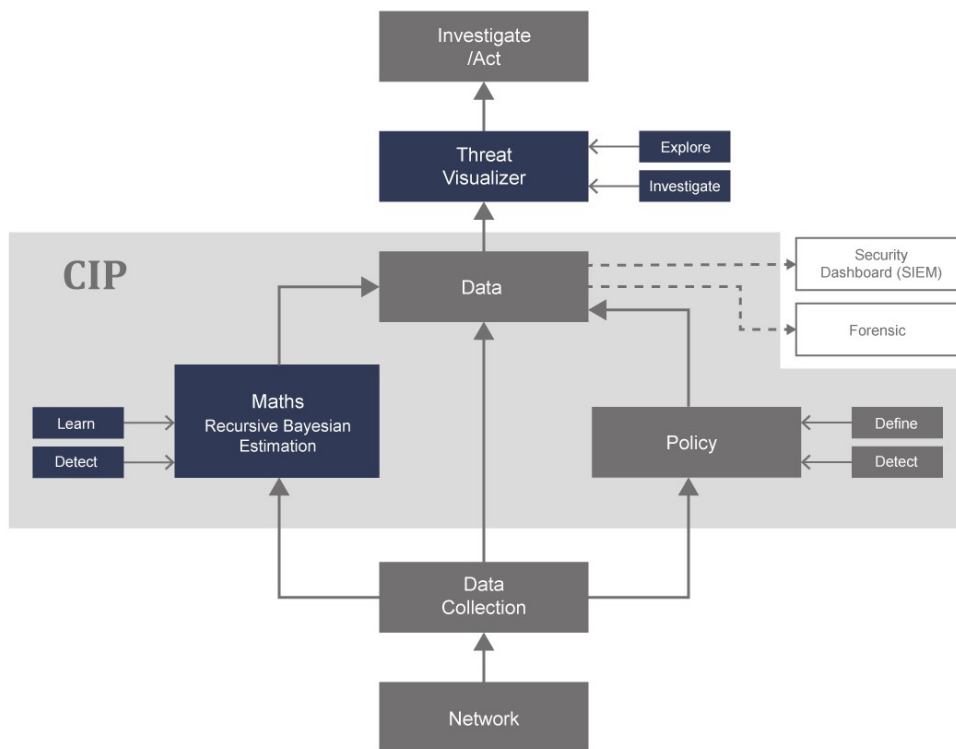 Investigate
/Act
Threat
Visualizer
Explore
Investigate
CIP
Data
Security
Dashboard (SIEM)
Forensic
Maths
Recursive Bayesian
Estimation
Learn
Detect
Policy
Define
Detect
Data
Collection
Network